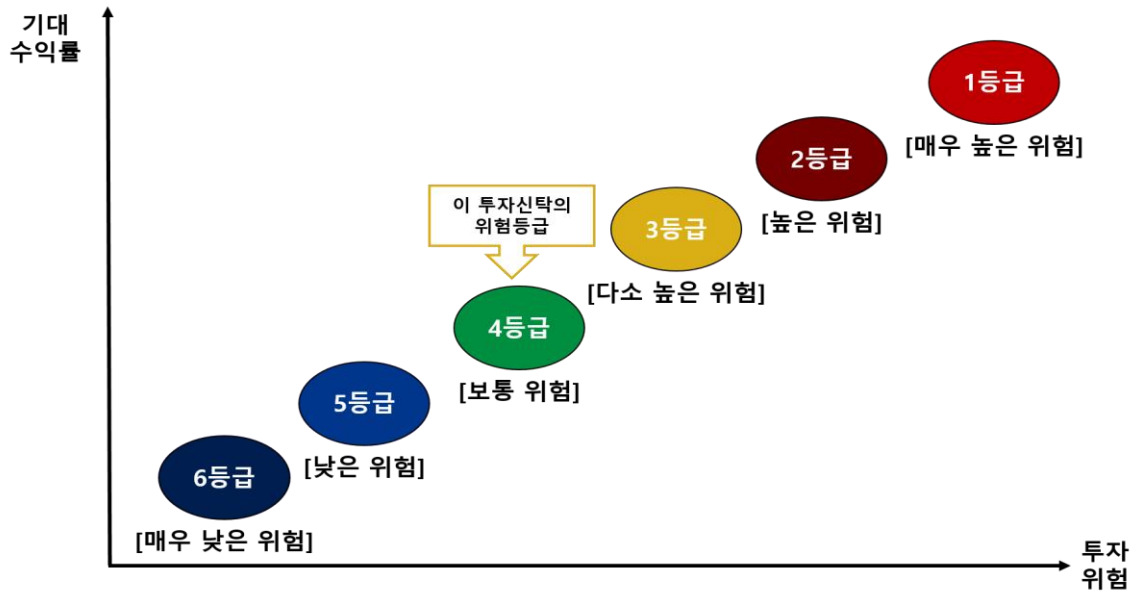 기대
수익률
1등급
[매우 높은 위험]
2등급
[높은 위험]
이 투자신탁의
위험등급
3등급
[다소 높은 위험]
4등급
[보통 위험]
5등급
[낮은 위험]
6등급
[매우 낮은 위험]
투자
위험